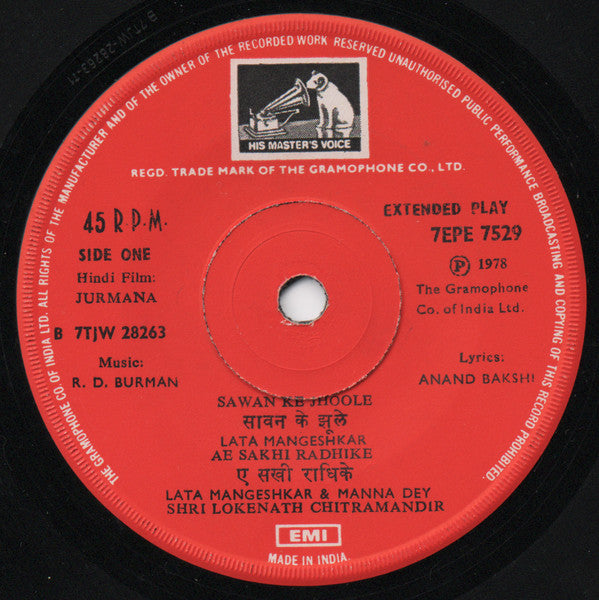 B 7TJW-28263-1
THE GRAMOPHONE CO. OF INDIA LTD. ALL RIGHTS OF THE MANUFACTURER AND OF THE OWNER OF THE RECORDED WORK RESERVED UNAUTHORISED PUBLIC PERFORMANCE BROADCASTING AND COPYING OF THIS RECORD PROHIBITED.
HIS MASTER'S VOICE
REGD. TRADE MARK OF THE GRAMOPHONE CO., LTD.
45 R·P·M·
SIDE ONE
Hindi Film:
JURMANA
B 7TJW 28263
Music:
R. D. BURMAN
EXTENDED PLAY
7EPE 7529
Ⓟ 1978
The Gramophone
Co. of India Ltd.
Lyrics:
ANAND BAKSHI
SAWAN KE JHOOLE
सावन के झूले
LATA MANGESHKAR
AE SAKHI RADHIKE
ए सखी राधिके
LATA MANGESHKAR & MANNA DEY
SHRI LOKENATH CHITRAMANDIR
EMI
MADE IN INDIA.